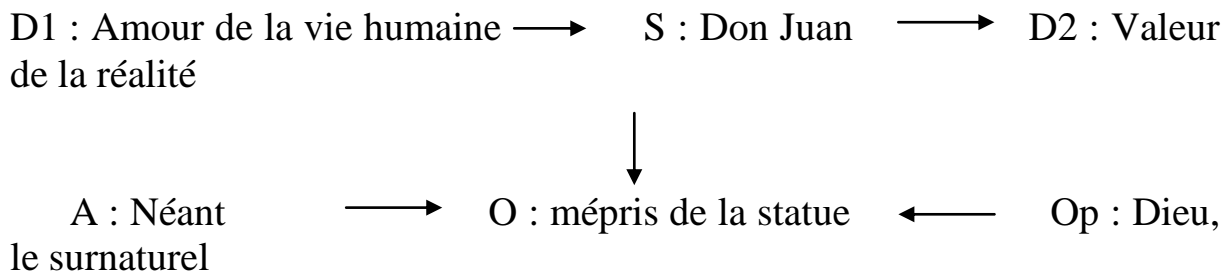 D1 : Amour de la vie humaine S : Don Juan D2 : Valeur
de la réalité
A : Néant O : mépris de la statue Op : Dieu,
le surnaturel